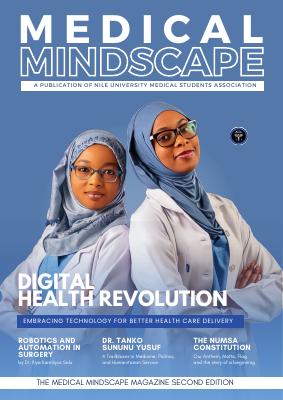 MEDICAL
MINDSCAPE
A PUBLICATION OF NILE UNIVERSITY MEDICAL STUDENTS ASSOCIATION
DIGITAL
HEALTH REVOLUTION
EMBRACING TECHNOLOGY FOR BETTER HEALTH CARE DELIVERY
ROBOTICS AND
AUTOMATION IN
SURGERY
DR. TANKO
SUNUNU YUSUF
A Trailblazer in Medicine, Politics,
and Humanitarian Service
THE NUMSA
CONSTITUTION
Our Anthem, Motto, Flag
and the story of a beginning
THE MEDICAL MINDSCAPE MAGAZINE SECOND EDITION